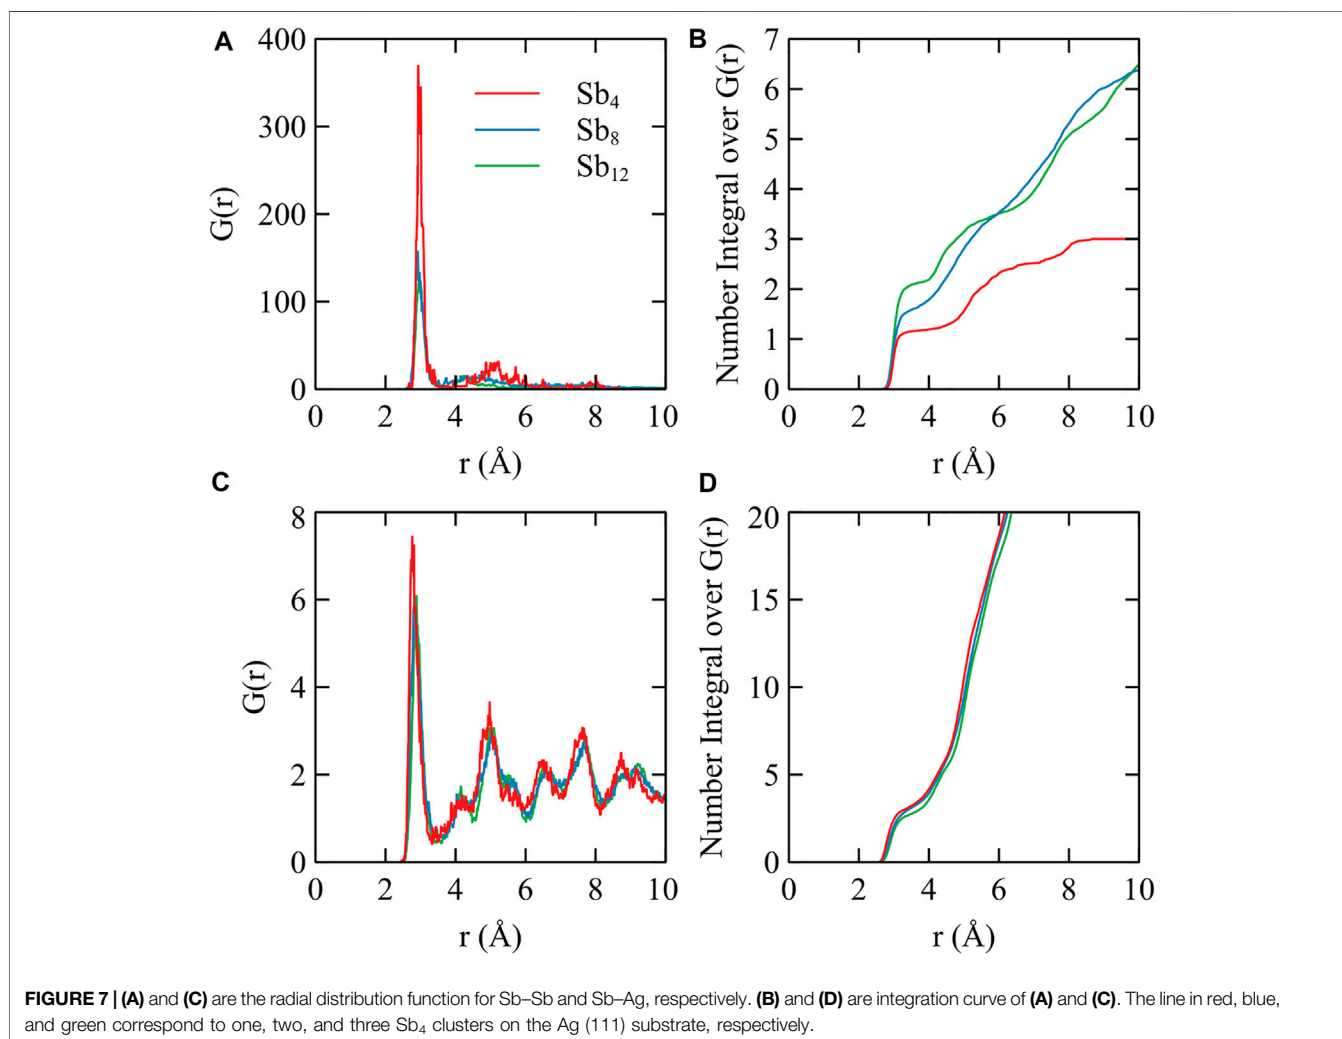 A
400
300
200
100
0
G(r)
Sb4
Sb8
Sb12
0 2 4 6 8 10
r (Å)
B
7
6
5
4
3
2
1
0
Number Integral over G(r)
0 2 4 6 8 10
r (Å)
C
8
6
4
2
0
G(r)
0 2 4 6 8 10
r (Å)
D
20
15
10
5
0
Number Integral over G(r)
0 2 4 6 8 10
r (Å)
FIGURE 7 | (A) and (C) are the radial distribution function for Sb–Sb and Sb–Ag, respectively. (B) and (D) are integration curve of (A) and (C). The line in red, blue,
and green correspond to one, two, and three Sb4 clusters on the Ag (111) substrate, respectively.